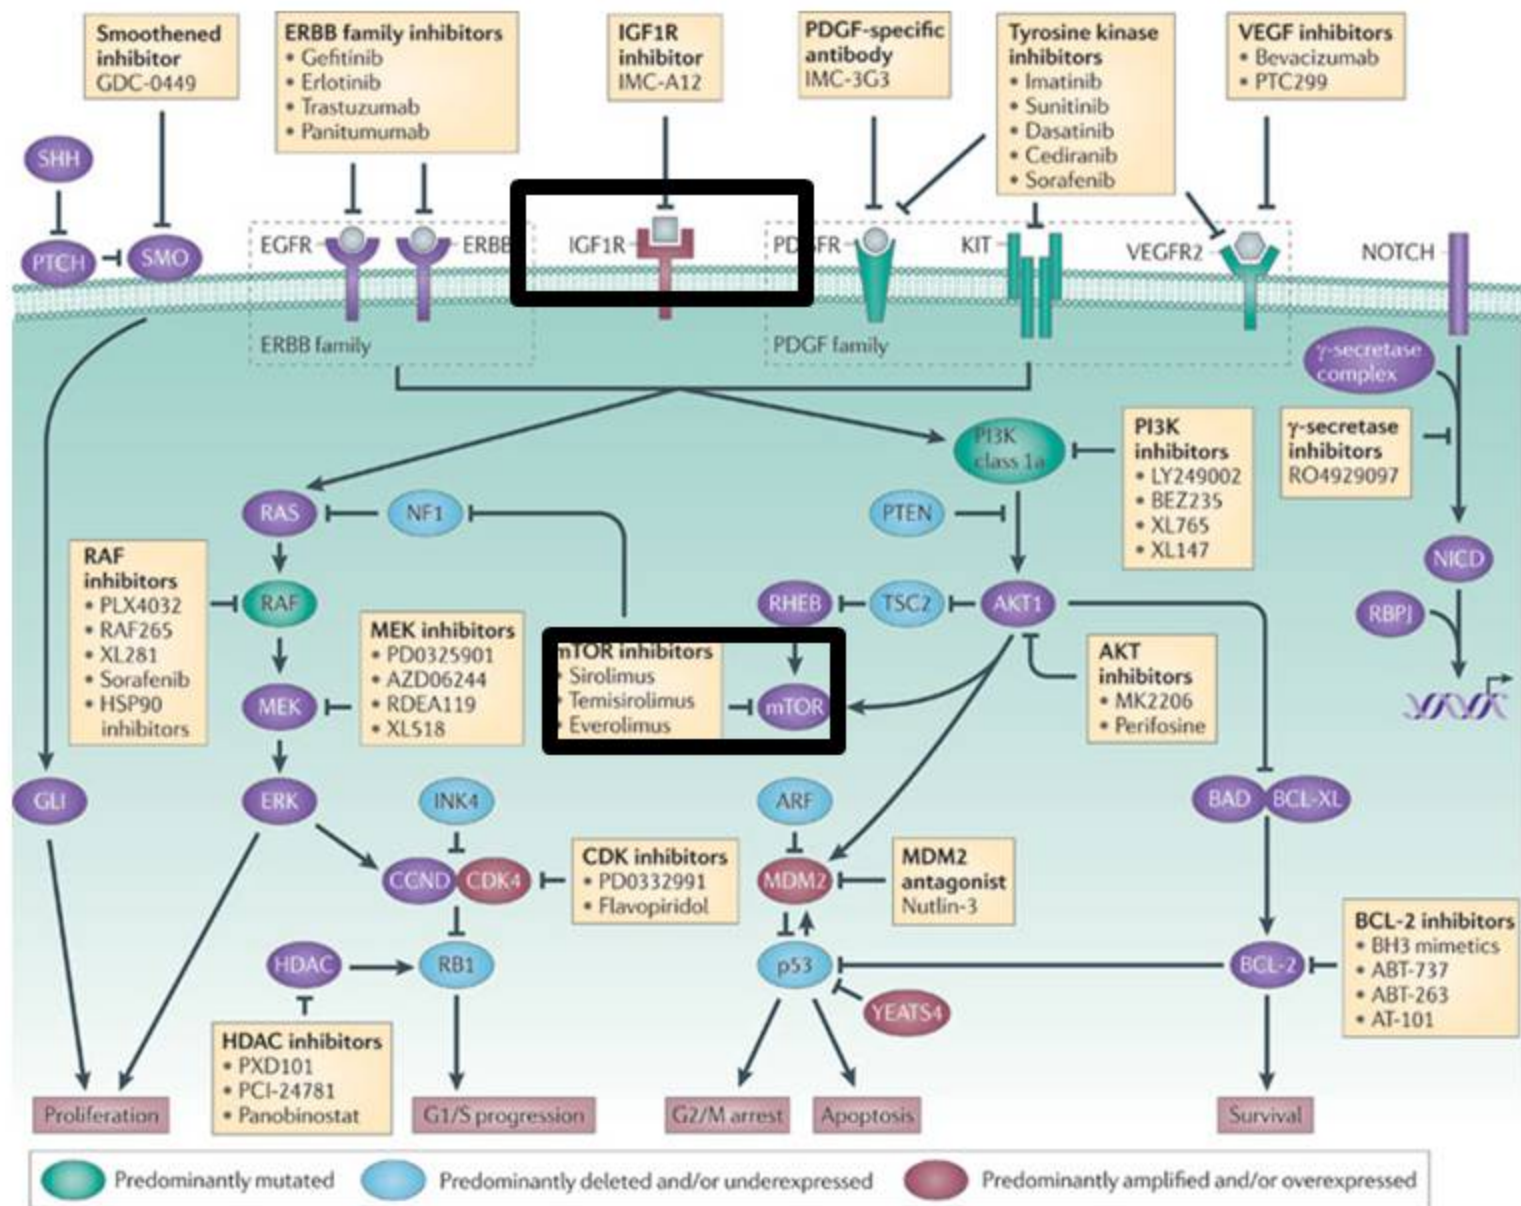 Smoothened
inhibitor
GDC-0449
ERBB family inhibitors
• Gefitinib
• Erlotinib
• Trastuzumab
• Panitumumab
IGF1R
inhibitor
IMC-A12
PDGF-specific
antibody
IMC-3G3
Tyrosine kinase
inhibitors
• Imatinib
• Sunitinib
• Dasatinib
• Cediranib
• Sorafenib
VEGF inhibitors
• Bevacizumab
• PTC299
SHH
PTCH
SMO
EGFR
ERBB
IGF1R
PDGFR
KIT
VEGFR2
NOTCH
ERBB family
PDGF family
γ-secretase
complex
PI3K
class 1a
PI3K
inhibitors
• LY249002
• BEZ235
• XL765
• XL147
γ-secretase
inhibitors
RO4929097
RAS
NF1
PTEN
NICD
RAF
inhibitors
• PLX4032
• RAF265
• XL281
• Sorafenib
• HSP90
inhibitors
RAF
RHEB
TSC2
AKT1
RBPJ
MEK inhibitors
• PD0325901
• AZD06244
• RDEA119
• XL518
mTOR inhibitors
Sirolimus
Temisirolimus
Everolimus
AKT
inhibitors
• MK2206
• Perifosine
MEK
mTOR
GLI
ERK
INK4
ARF
BAD
BCL-XL
CCND
CDK4
CDK inhibitors
• PD0332991
• Flavopiridol
MDM2
MDM2
antagonist
Nutlin-3
BCL-2 inhibitors
• BH3 mimetics
• ABT-737
• ABT-263
• AT-101
HDAC
RB1
p53
BCL-2
YEATS4
HDAC inhibitors
• PXD101
• PCI-24781
• Panobinostat
Proliferation
G1/S progression
G2/M arrest
Apoptosis
Survival
Predominantly mutated
Predominantly deleted and/or underexpressed
Predominantly amplified and/or overexpressed